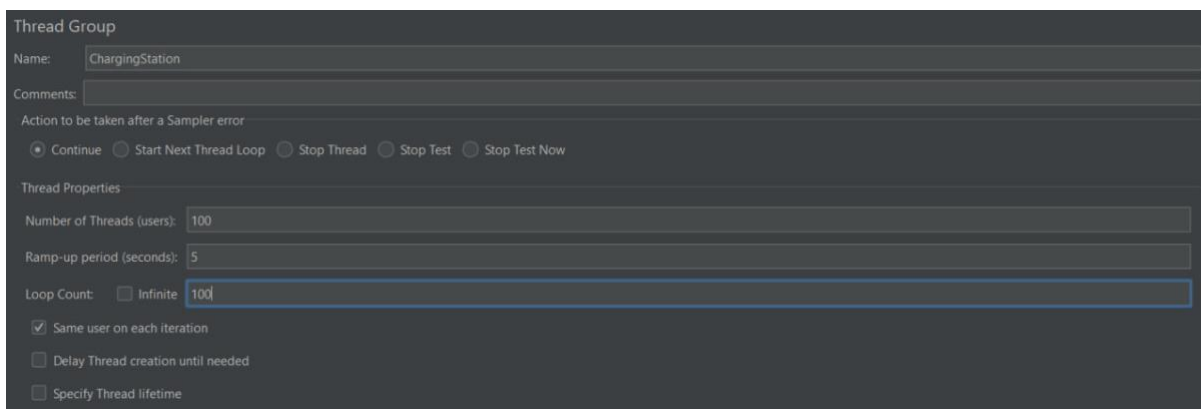 Thread Group
Name: ChargingStation
Comments:
Action to be taken after a Sampler error
Continue Start Next Thread Loop Stop Thread Stop Test Stop Test Now
Thread Properties
Number of Threads (users): 100
Ramp-up period (seconds): 5
Loop Count: Infinite 100
Same user on each iteration
Delay Thread creation until needed
Specify Thread lifetime